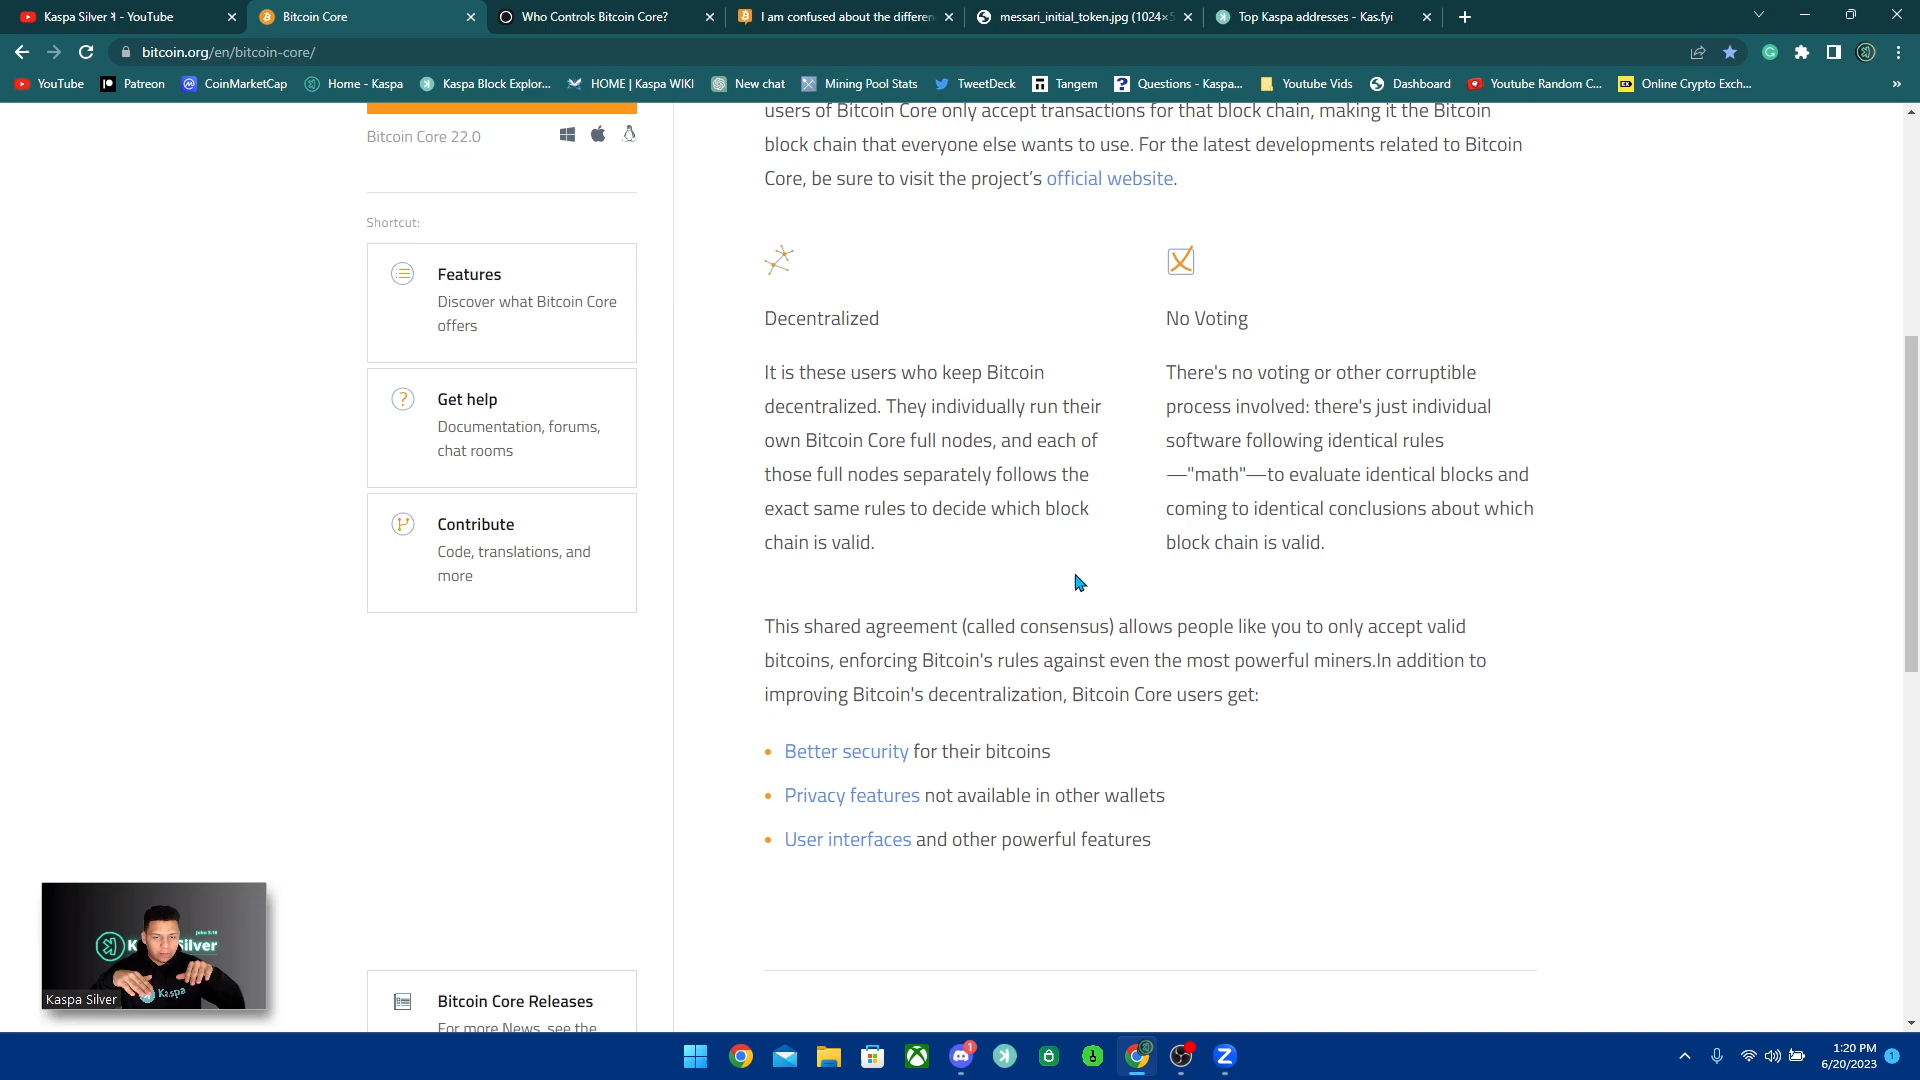 Kaspa Silver ꓘ - YouTube
Bitcoin Core
Who Controls Bitcoin Core?
I am confused about the differen
messari_initial_token.jpg (1024×5
Top Kaspa addresses - Kas.fyi
bitcoin.org/en/bitcoin-core/
YouTube
Patreon
CoinMarketCap
Home - Kaspa
Kaspa Block Explor...
HOME | Kaspa WIKI
New chat
Mining Pool Stats
TweetDeck
Tangem
Questions - Kaspa...
Youtube Vids
Dashboard
Youtube Random C...
Online Crypto Exch...
Bitcoin Core 22.0
Shortcut:
Features
Discover what Bitcoin Core
offers
Get help
Documentation, forums,
chat rooms
Contribute
Code, translations, and
more
Bitcoin Core Releases
For more News, see the
users of Bitcoin Core only accept transactions for that block chain, making it the Bitcoin
block chain that everyone else wants to use. For the latest developments related to Bitcoin
Core, be sure to visit the project's official website.
Decentralized
It is these users who keep Bitcoin
decentralized. They individually run their
own Bitcoin Core full nodes, and each of
those full nodes separately follows the
exact same rules to decide which block
chain is valid.
No Voting
There's no voting or other corruptible
process involved: there's just individual
software following identical rules
—"math"—to evaluate identical blocks and
coming to identical conclusions about which
block chain is valid.
This shared agreement (called consensus) allows people like you to only accept valid
bitcoins, enforcing Bitcoin's rules against even the most powerful miners.In addition to
improving Bitcoin's decentralization, Bitcoin Core users get:
Better security for their bitcoins
Privacy features not available in other wallets
User interfaces and other powerful features
Kaspa
Kaspa Silver
1:20 PM
6/20/2023